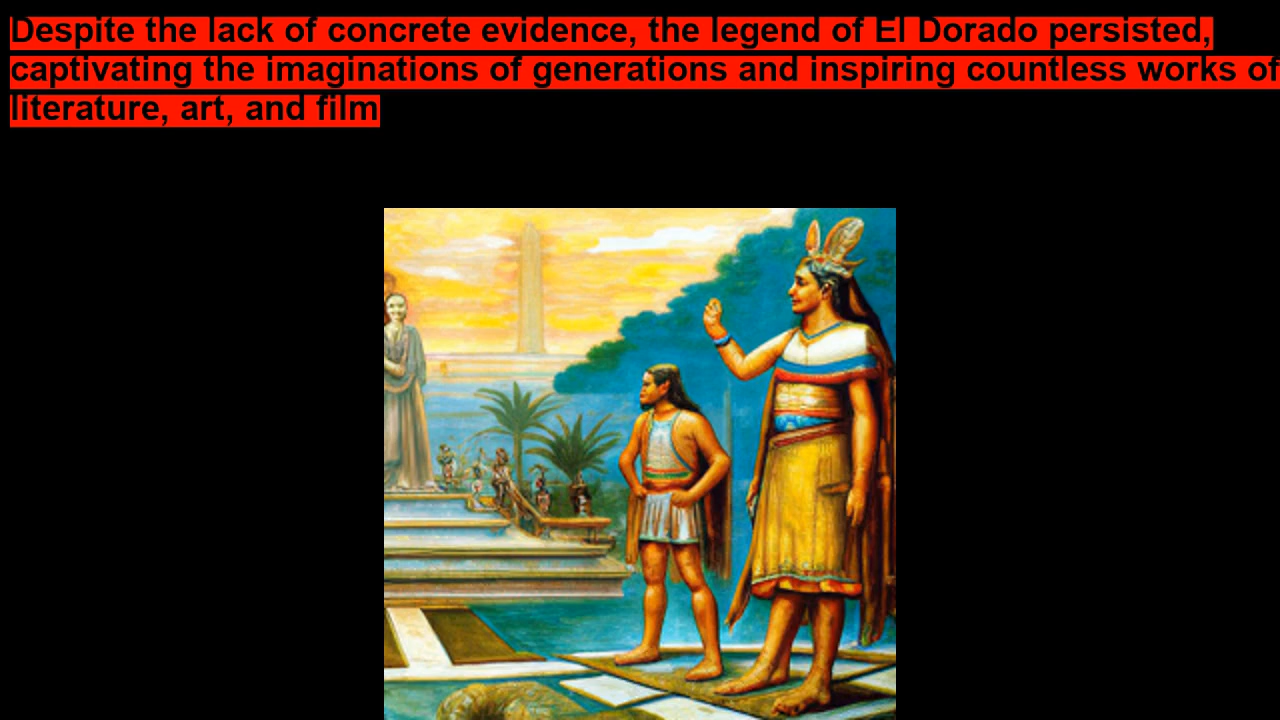 Despite the lack of concrete evidence, the legend of El Dorado persisted,
captivating the imaginations of generations and inspiring countless works of
literature, art, and film